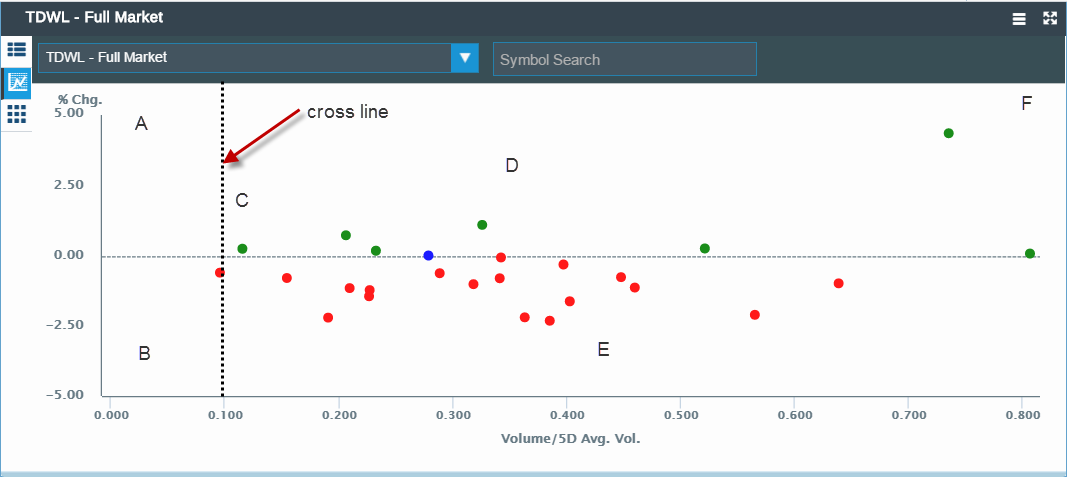 TDWL - Full Market
TDWL - Full Market
Symbol Search
% Chg.
5.00
A
cross line
F
D
2.50
C
0.00
-2.50
B
E
-5.00
0.000 0.100 0.200 0.300 0.400 0.500 0.600 0.700 0.800
Volume/5D Avg. Vol.